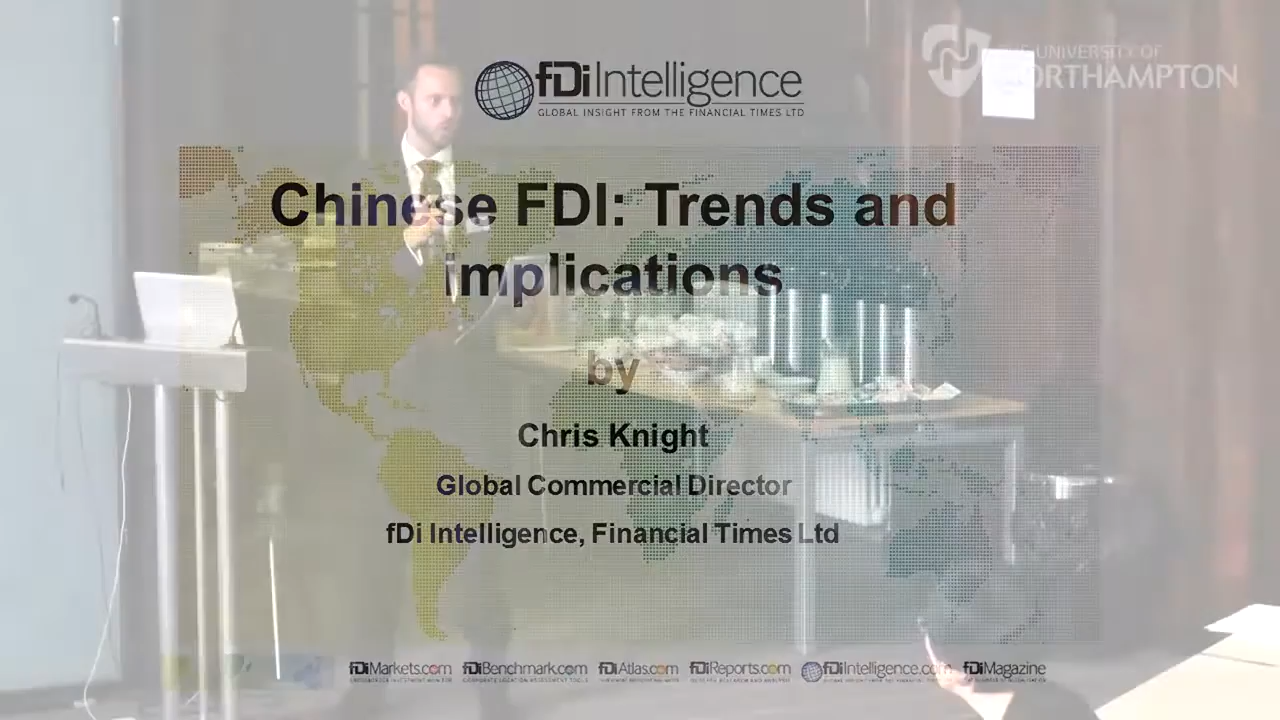 fDi Intelligence
GLOBAL INSIGHT FROM THE FINANCIAL TIMES LTD
THE UNIVERSITY OF
NORTHAMPTON
Chinese FDI: Trends and
Implications
by
Chris Knight
Global Commercial Director
fDi Intelligence, Financial Times Ltd
fDiMarkets.com fDiBenchmark.com fDiAtlas.com fDiReports.com fDiIntelligence.com fDiMagazine